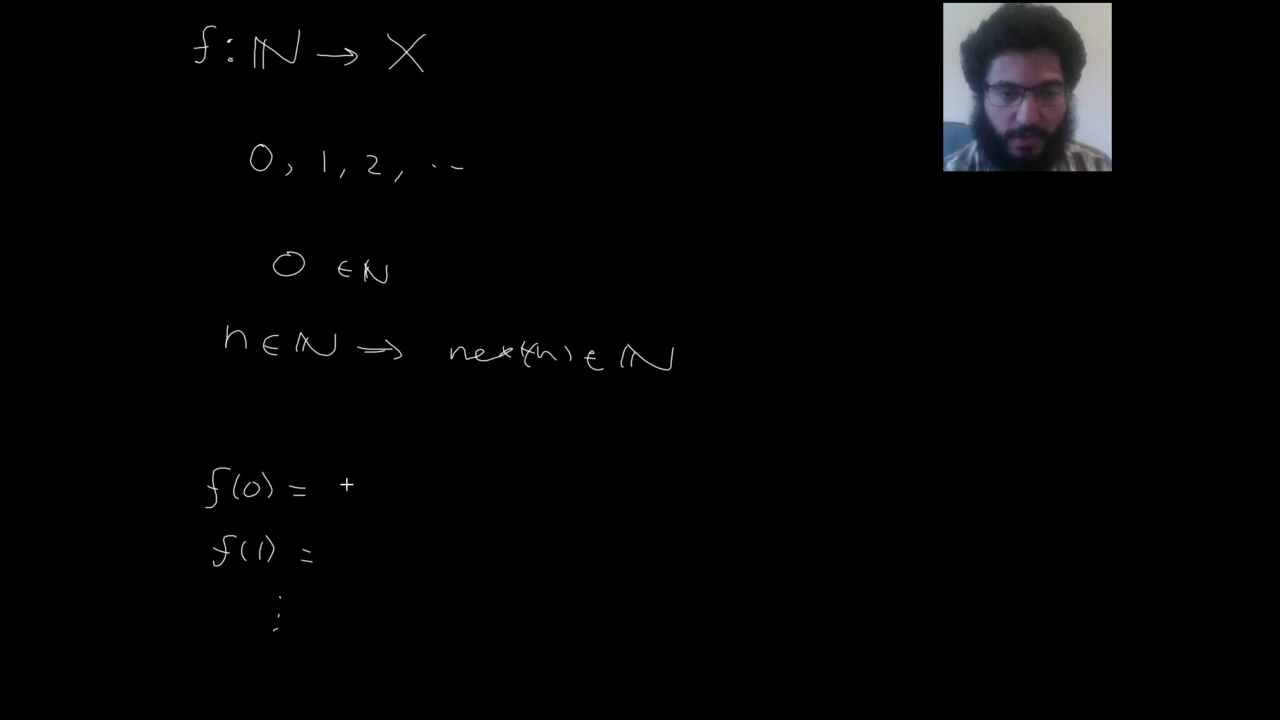 f : ℕ → X
0, 1, 2, ...
0 ∈ ℕ
n ∈ ℕ → next(n) ∈ ℕ
f(0) =
f(1) =
⋮